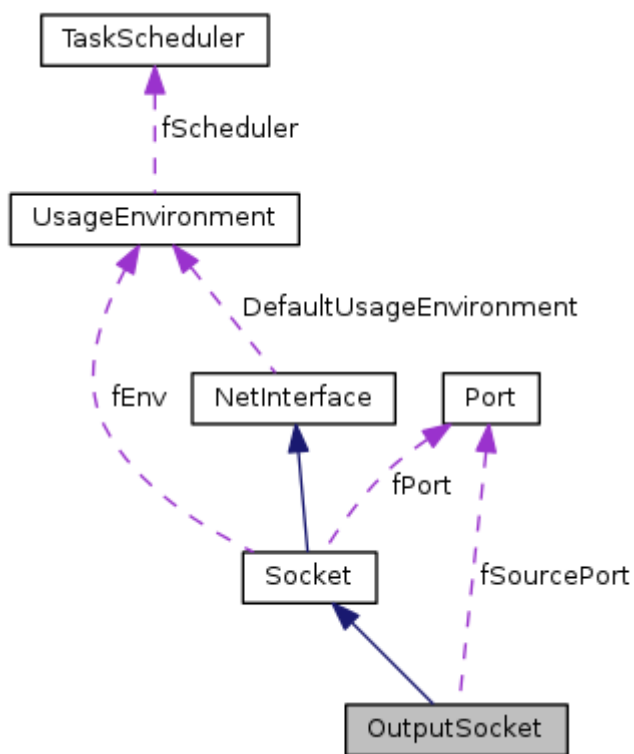 TaskScheduler
fScheduler
UsageEnvironment
DefaultUsageEnvironment
fEnv
NetInterface
Port
fPort
Socket
fSourcePort
OutputSocket